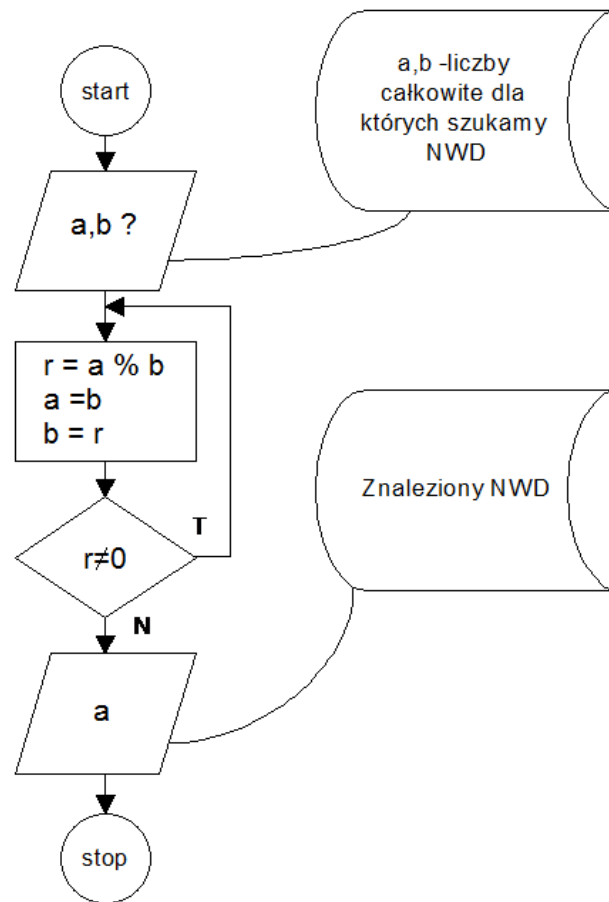 start
a,b -liczby
całkowite dla
których szukamy
NWD
a,b ?
r = a % b
a =b
b = r
T
r≠0
N
Znaleziony NWD
a
stop